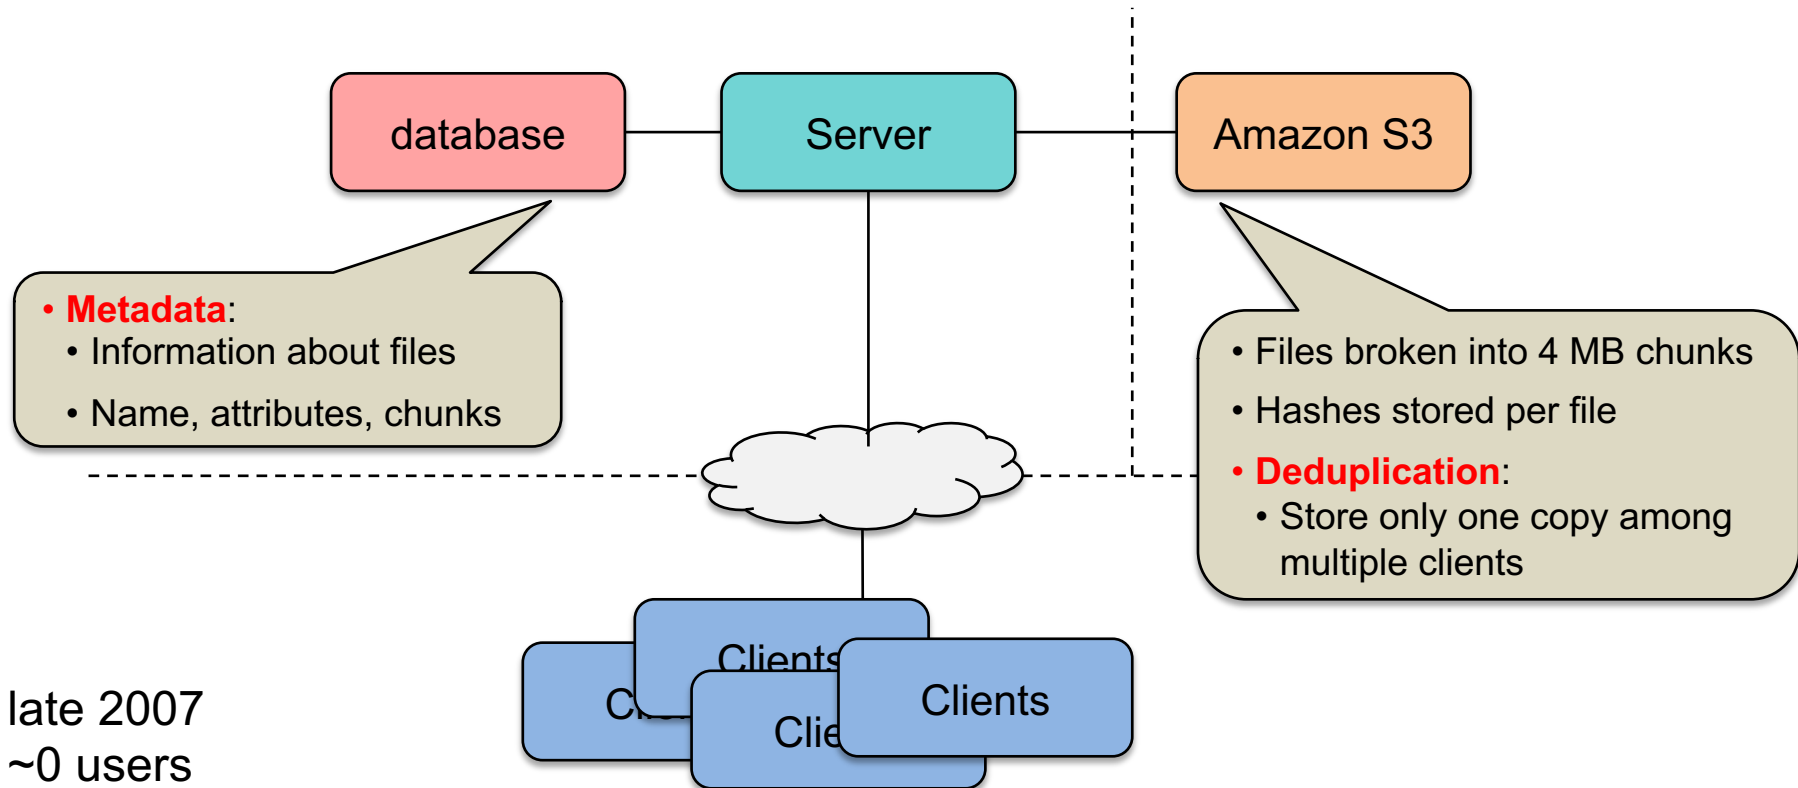 database
Server
Amazon S3
• Metadata:
• Information about files
• Name, attributes, chunks
• Files broken into 4 MB chunks
• Hashes stored per file
• Deduplication:
• Store only one copy among
multiple clients
Clients
Clients
late 2007
~0 users